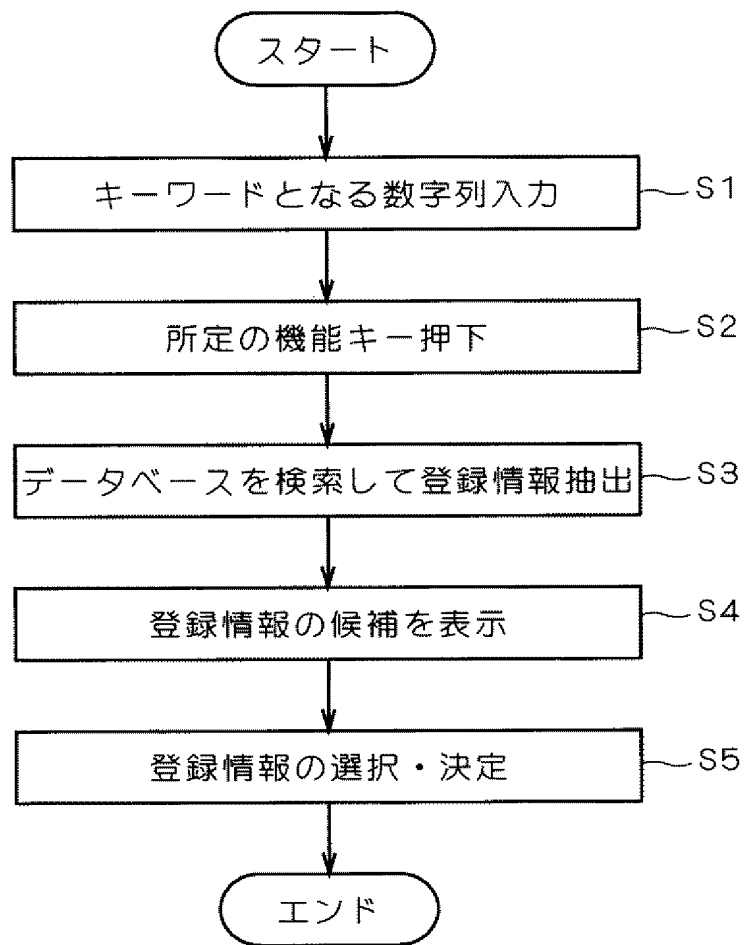 スタート
キーワードとなる数字列入力
S1
所定の機能キー押下
S2
データベースを検索して登録情報抽出
S3
登録情報の候補を表示
S4
登録情報の選択・決定
S5
エンド